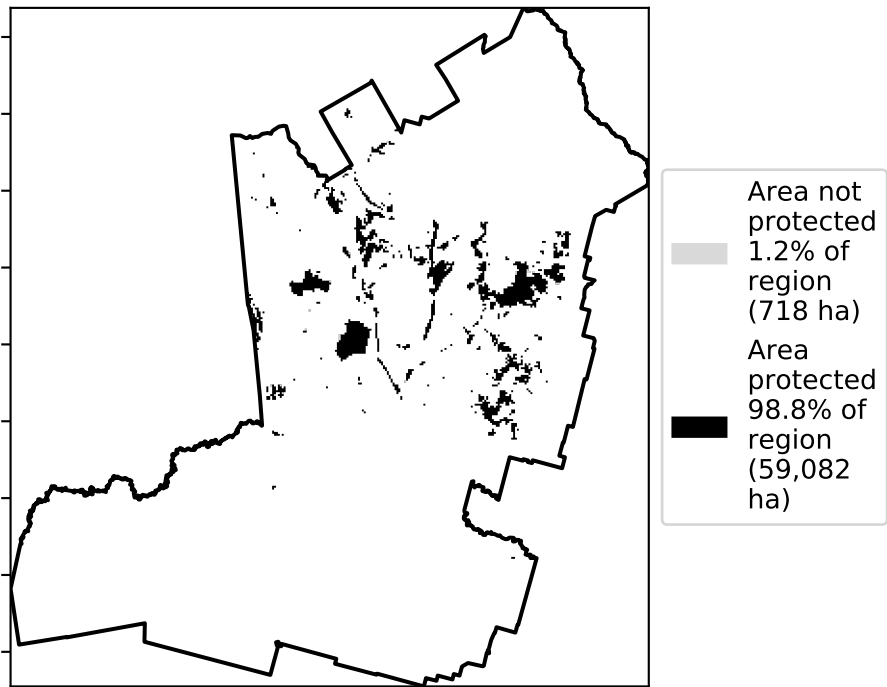 Area not
protected
1.2% of
region
(718 ha)
Area
protected
98.8% of
region
(59,082
ha)